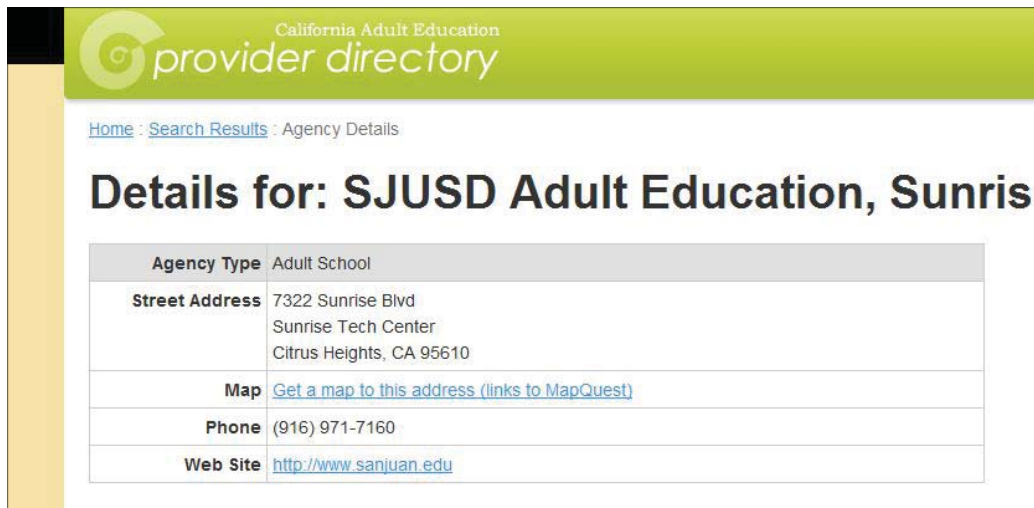 California Adult Education
provider directory
Home : Search Results : Agency Details
Details for: SJUSD Adult Education, Sunris
Agency Type Adult School
Street Address 7322 Sunrise Blvd
Sunrise Tech Center
Citrus Heights, CA 95610
Map Get a map to this address (links to MapQuest)
Phone (916) 971-7160
Web Site http://www.sanjuan.edu